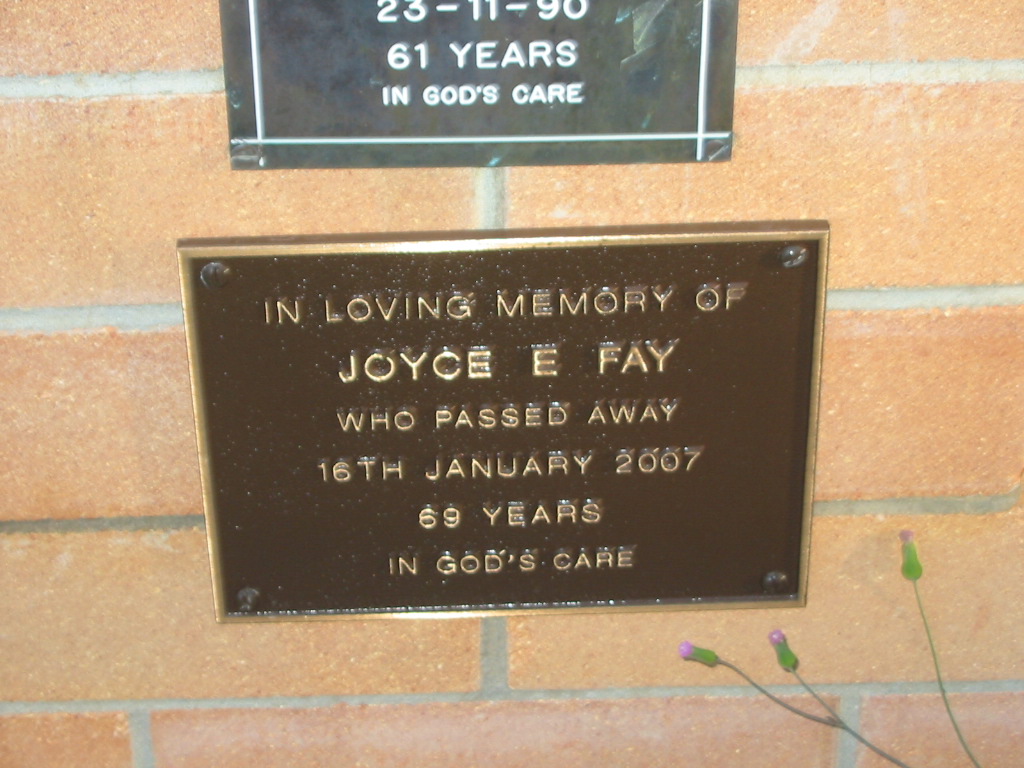 23-11-90
61 YEARS
IN GOD'S CARE
IN LOVING MEMORY OF
JOYCE E FAY
WHO PASSED AWAY
16TH JANUARY 2007
69 YEARS
IN GOD'S CARE